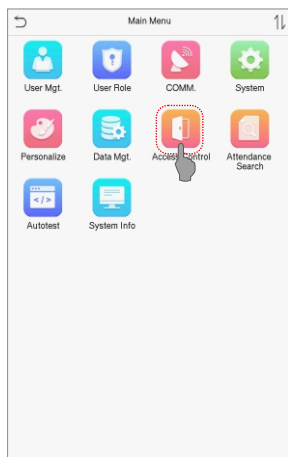 Main Menu
User Mgt.
User Role
COMM.
System
Personalize
Data Mgt.
Access Control
Attendance
Search
</>
Autotest
System Info